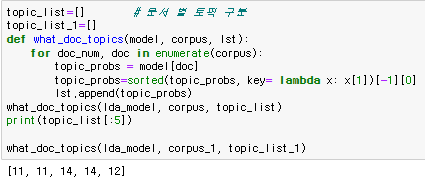 topic_list=[]        # 문서 별 토픽 구분
topic_list_1=[]
def what_doc_topics(model, corpus, lst):
    for doc_num, doc in enumerate(corpus):
        topic_probs = model[doc]
        topic_probs=sorted(topic_probs, key= lambda x: x[1])[-1][0]
        lst.append(topic_probs)
what_doc_topics(lda_model, corpus, topic_list)
print(topic_list[:5])

what_doc_topics(lda_model, corpus_1, topic_list_1)

[11, 11, 14, 14, 12]